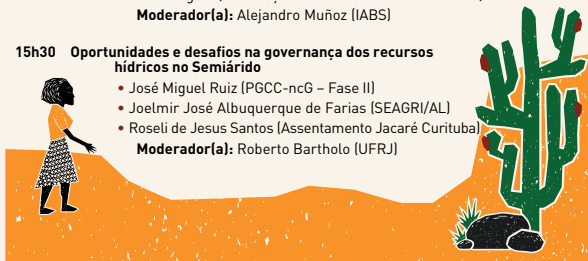 Moderador(a): Alejandro Muñoz (IABS)
15h30 Oportunidades e desafios na governança dos recursos
hídricos no Semiárido
• José Miguel Ruiz (PGCC-ncG – Fase II)
• Joelmir José Albuquerque de Farias (SEAGRI/AL)
• Roseli de Jesus Santos (Assentamento Jacaré Curituba)
Moderador(a): Roberto Bartholo (UFRJ)